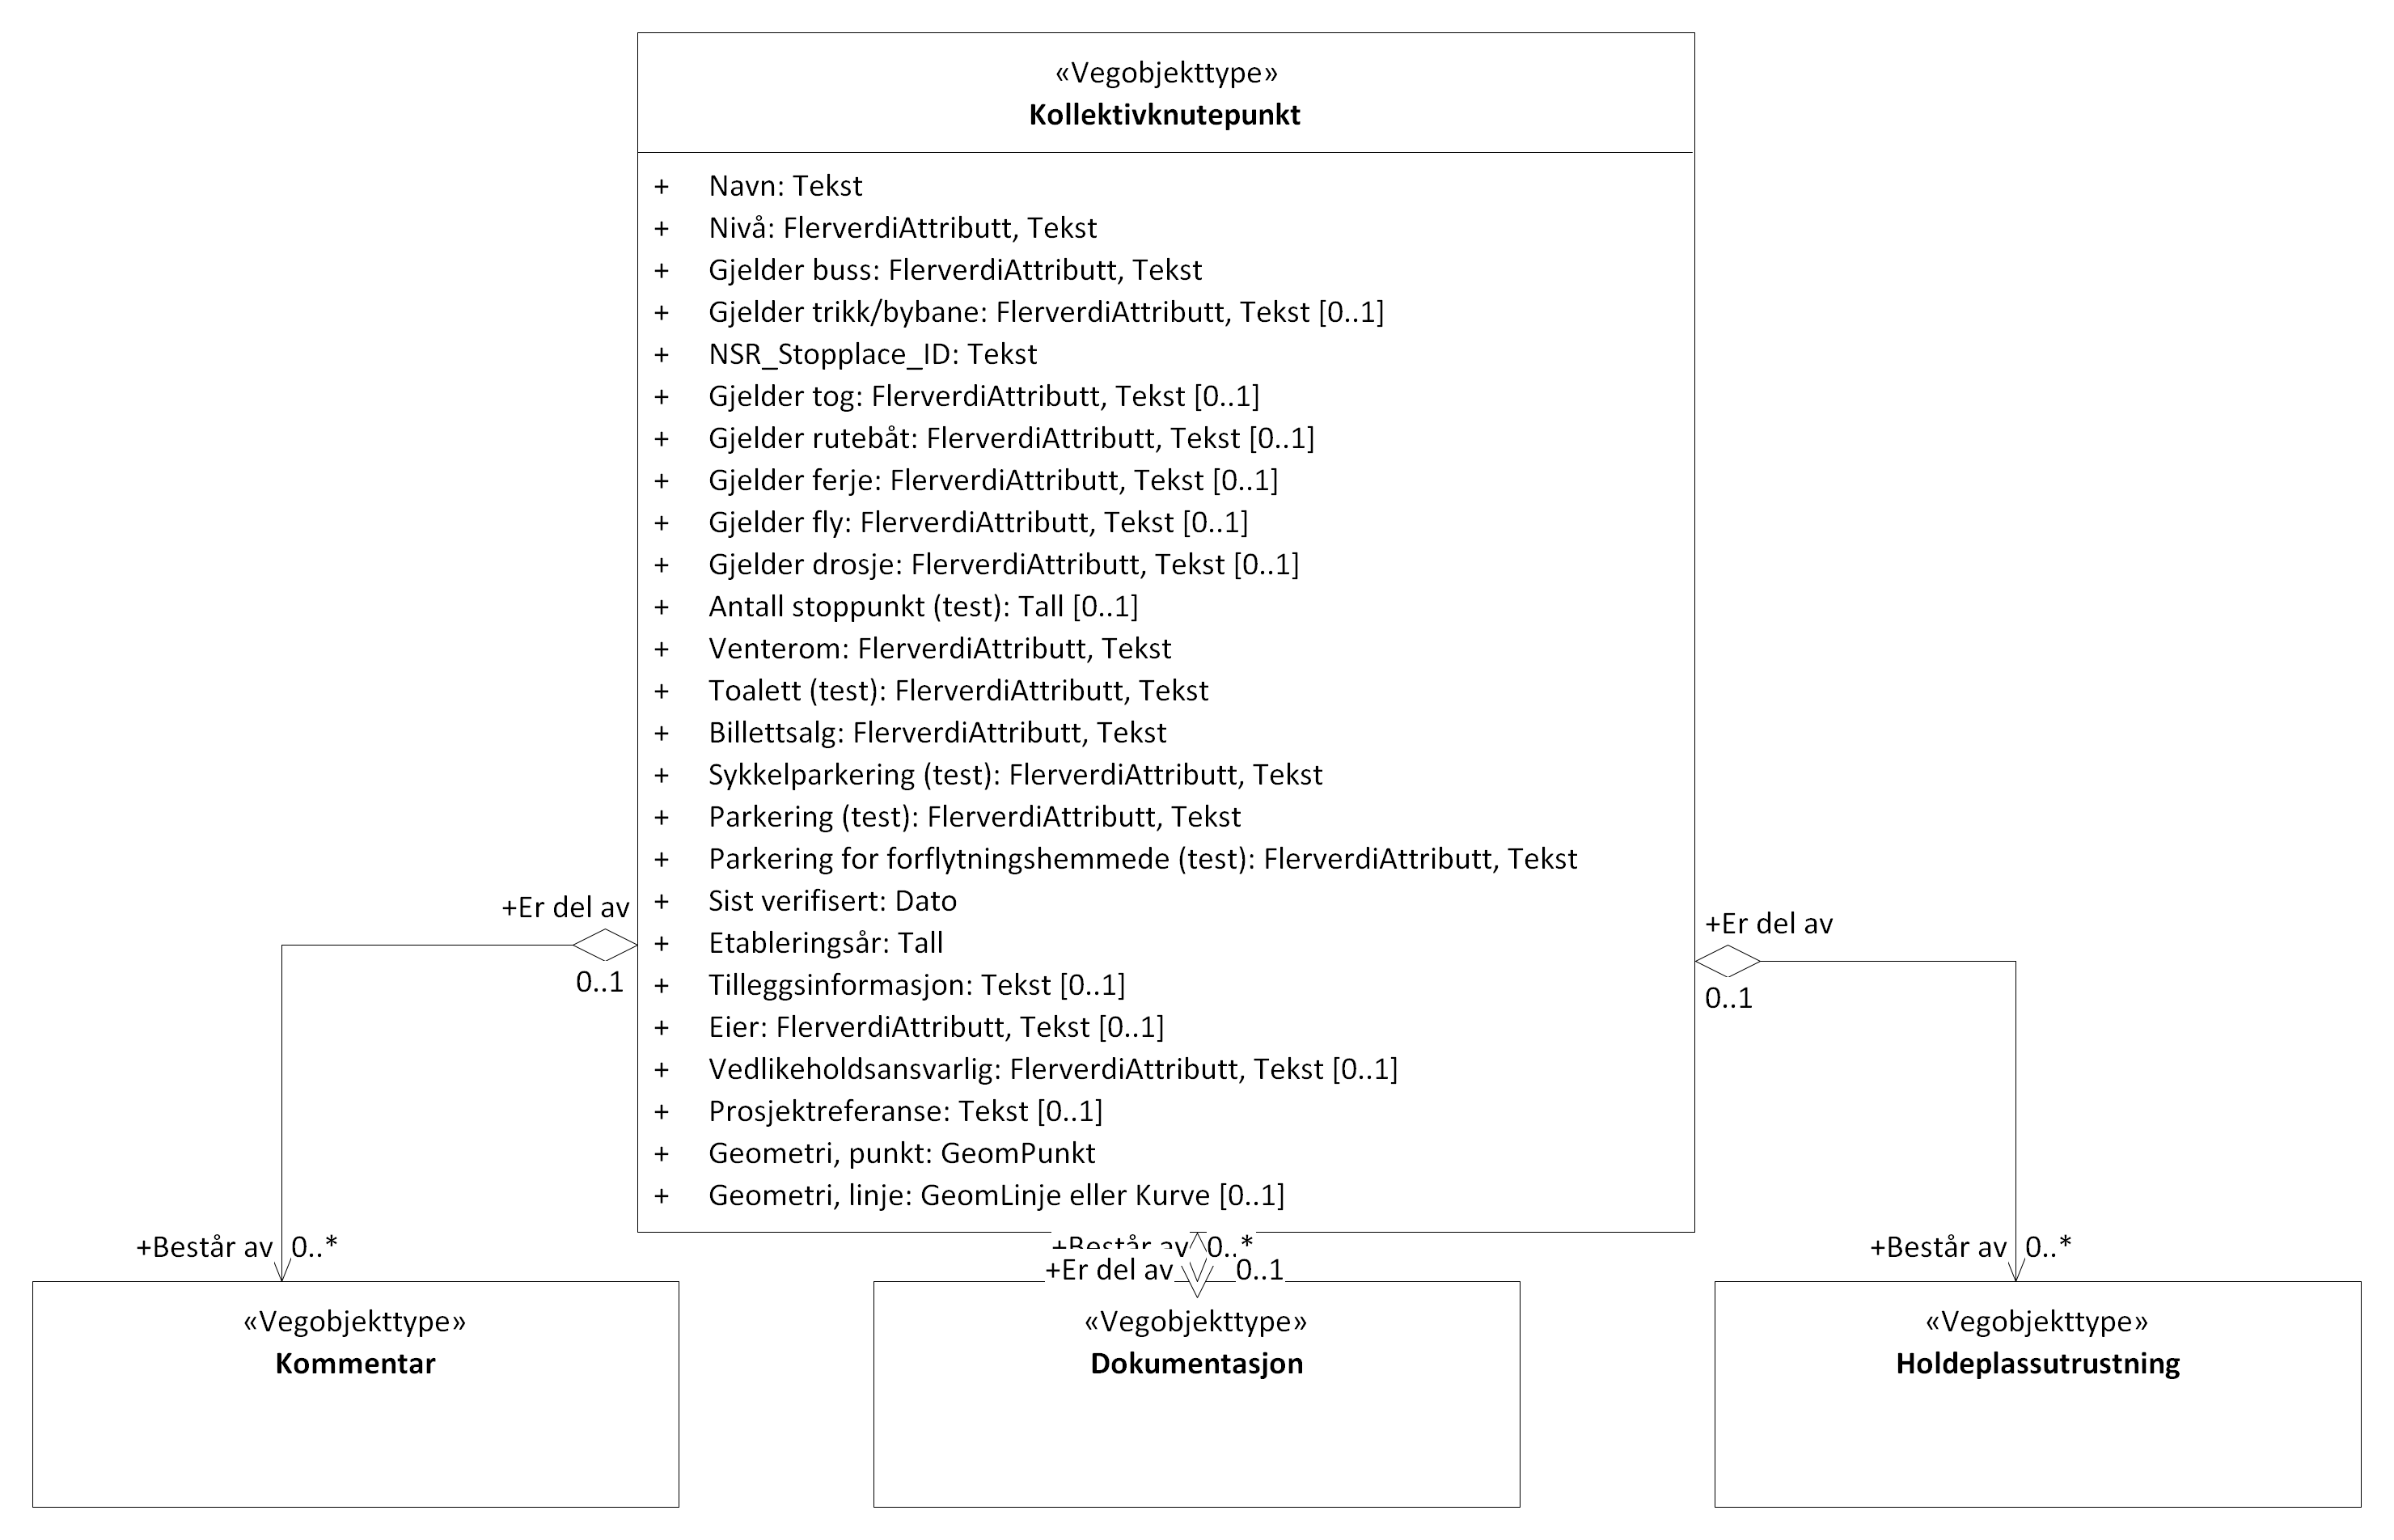 «Vegobjekttype»
Kollektivknutepunkt
+ Navn: Tekst
+ Nivå: FlerverdiAttributt, Tekst
+ Gjelder buss: FlerverdiAttributt, Tekst
+ Gjelder trikk/bybane: FlerverdiAttributt, Tekst [0..1]
+ NSR_Stopplace_ID: Tekst
+ Gjelder tog: FlerverdiAttributt, Tekst [0..1]
+ Gjelder rutebåt: FlerverdiAttributt, Tekst [0..1]
+ Gjelder ferje: FlerverdiAttributt, Tekst [0..1]
+ Gjelder fly: FlerverdiAttributt, Tekst [0..1]
+ Gjelder drosje: FlerverdiAttributt, Tekst [0..1]
+ Antall stoppunkt (test): Tall [0..1]
+ Venterom: FlerverdiAttributt, Tekst
+ Toalett (test): FlerverdiAttributt, Tekst
+ Billettsalg: FlerverdiAttributt, Tekst
+ Sykkelparkering (test): FlerverdiAttributt, Tekst
+ Parkering (test): FlerverdiAttributt, Tekst
+ Parkering for forflytningshemmede (test): FlerverdiAttributt, Tekst
+ Sist verifisert: Dato
+ Etableringsår: Tall
+ Tilleggsinformasjon: Tekst [0..1]
+ Eier: FlerverdiAttributt, Tekst [0..1]
+ Vedlikeholdsansvarlig: FlerverdiAttributt, Tekst [0..1]
+ Prosjektreferanse: Tekst [0..1]
+ Geometri, punkt: GeomPunkt
+ Geometri, linje: GeomLinje eller Kurve [0..1]
+Er del av
0..1
+Er del av
0..1
+Består av 0..*
+Består av 0..*
+Er del av 0..1
+Består av 0..*
«Vegobjekttype»
Kommentar
«Vegobjekttype»
Dokumentasjon
«Vegobjekttype»
Holdeplassutrustning